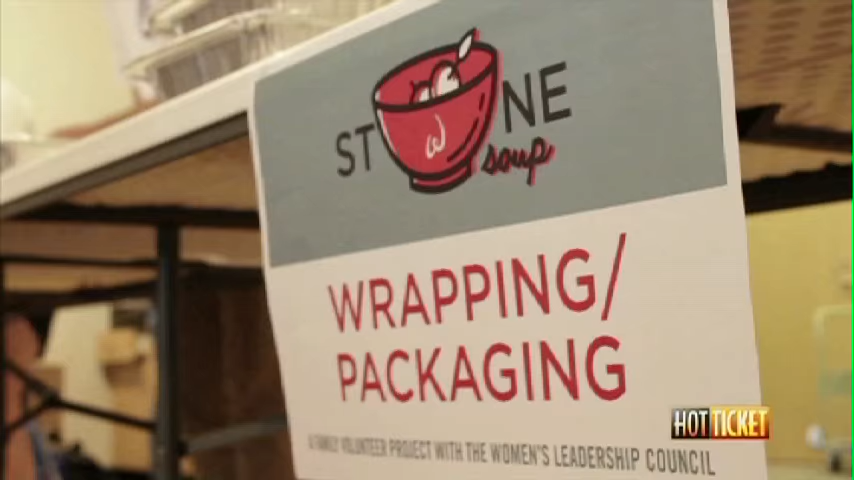 ST NE
soup
WRAPPING/
PACKAGING
A FAMILY VOLUNTEER PROJECT WITH THE WOMEN'S LEADERSHIP COUNCIL
HOT TICKET